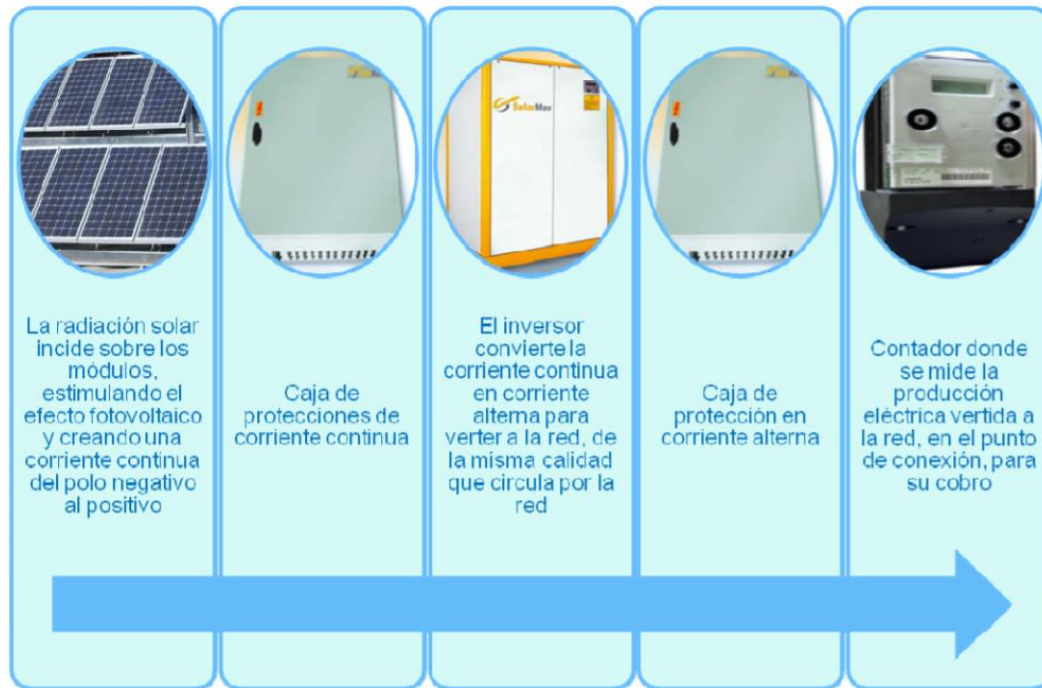 La radiación solar
incide sobre los
módulos,
estimulando el
efecto fotovoltaico
y creando una
corriente continua
del polo negativo
al positivo
Caja de
protecciones de
corriente continua
SolarMax
El inversor
convierte la
corriente continua
en corriente
alterna para
verter a la red, de
la misma calidad
que circula por la
red
Caja de
protección en
corriente alterna
Contador donde
se mide la
producción
eléctrica vertida a
la red, en el punto
de conexión, para
su cobro